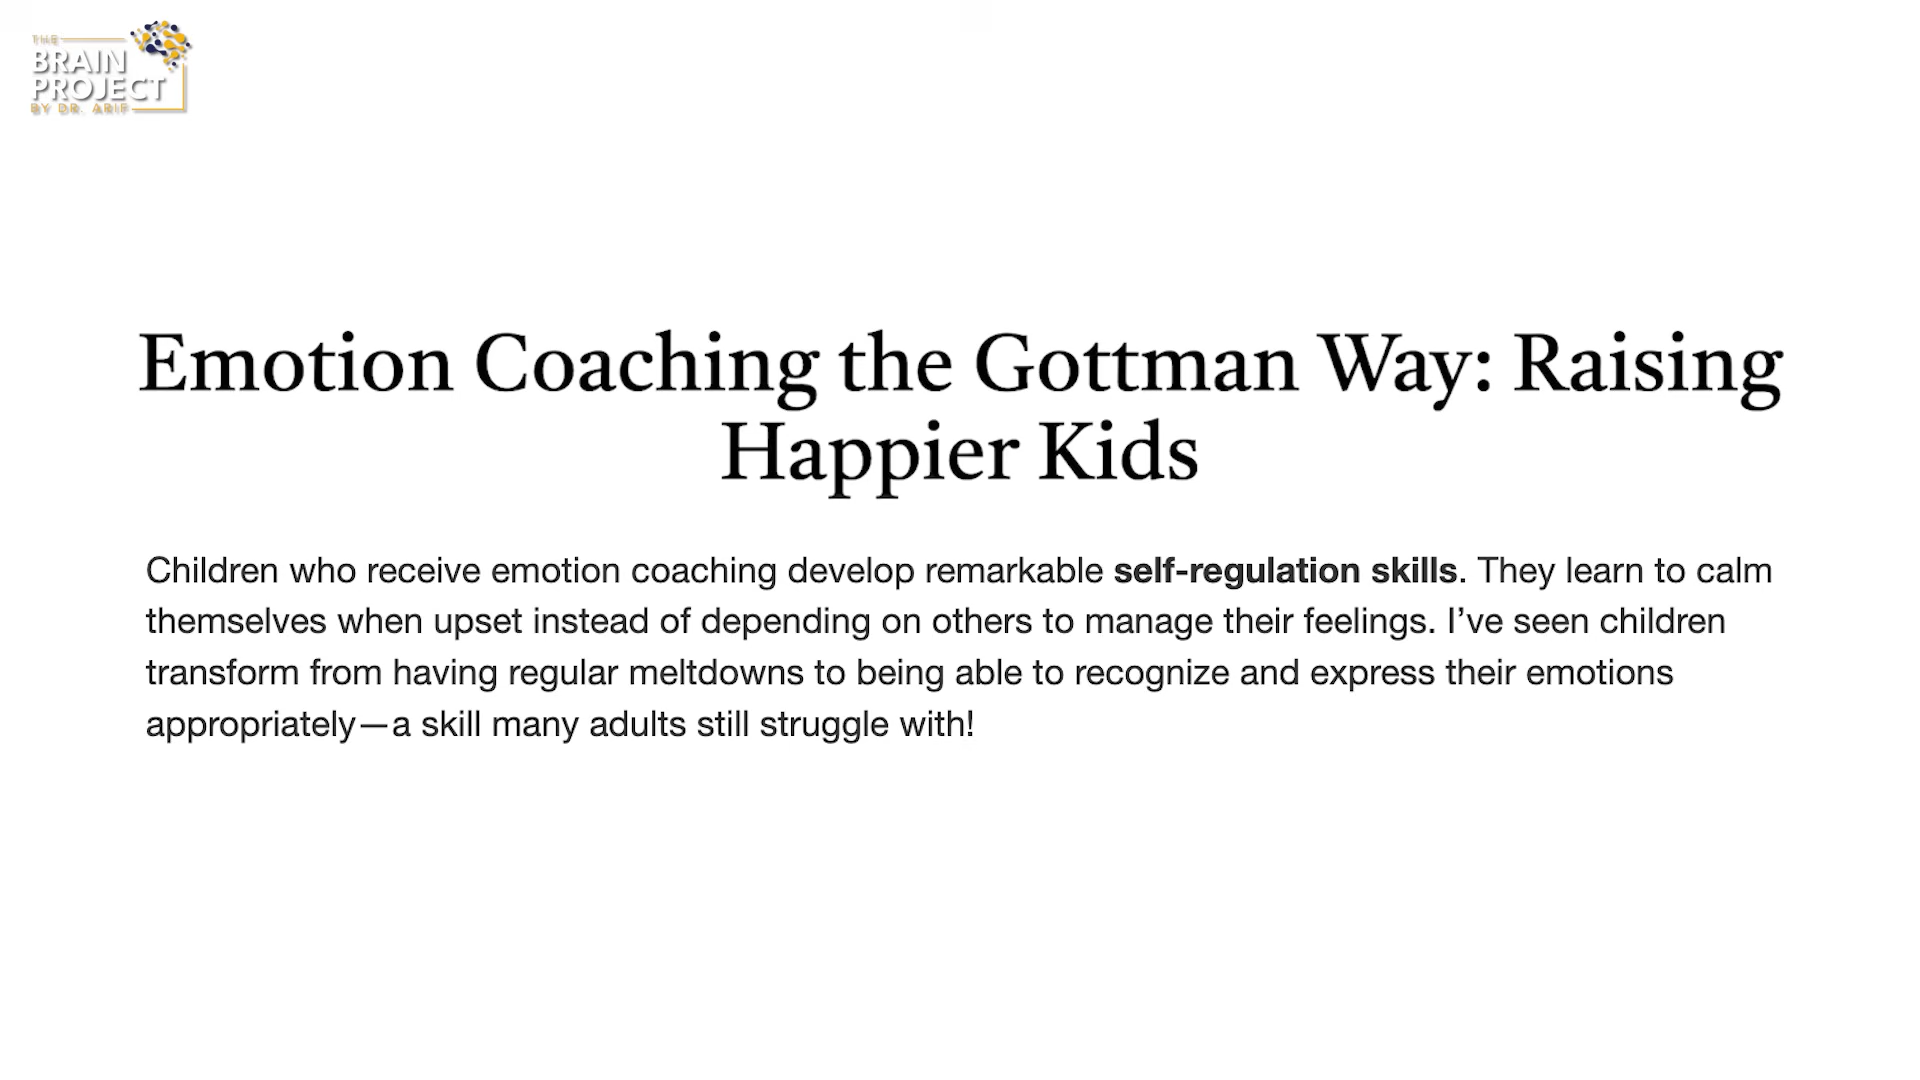 THE
BRAIN
PROJECT
BY DR. ARIF
Emotion Coaching the Gottman Way: Raising
Happier Kids
Children who receive emotion coaching develop remarkable self-regulation skills. They learn to calm
themselves when upset instead of depending on others to manage their feelings. I’ve seen children
transform from having regular meltdowns to being able to recognize and express their emotions
appropriately—a skill many adults still struggle with!